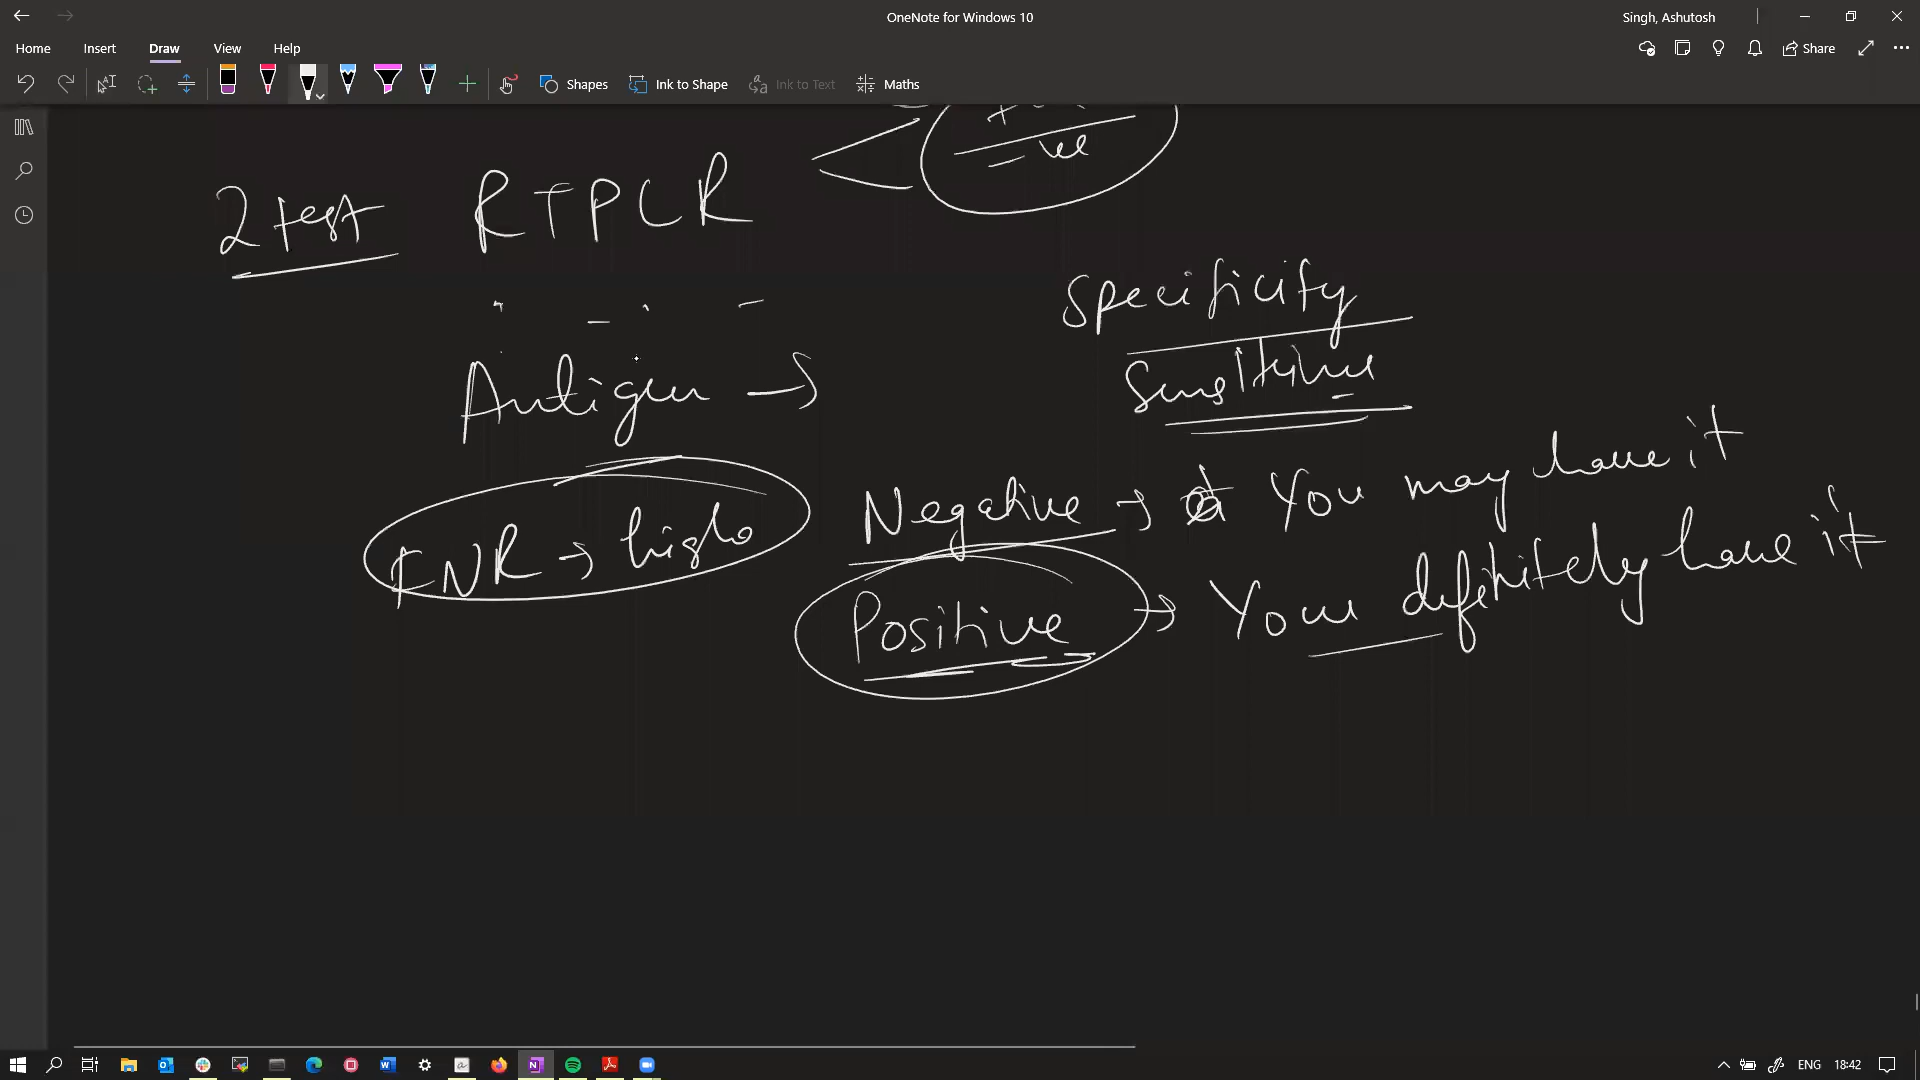 OneNote for Windows 10
Singh, Ashutosh
Home Insert Draw View Help
Share
Shapes Ink to Shape Ink to Text Maths
ve
2 test RTPCR
Specificity
Sensitive
Antigen →
FNR → high
Negative → You may have it
Positive → You definitely have it
ENG 18:42